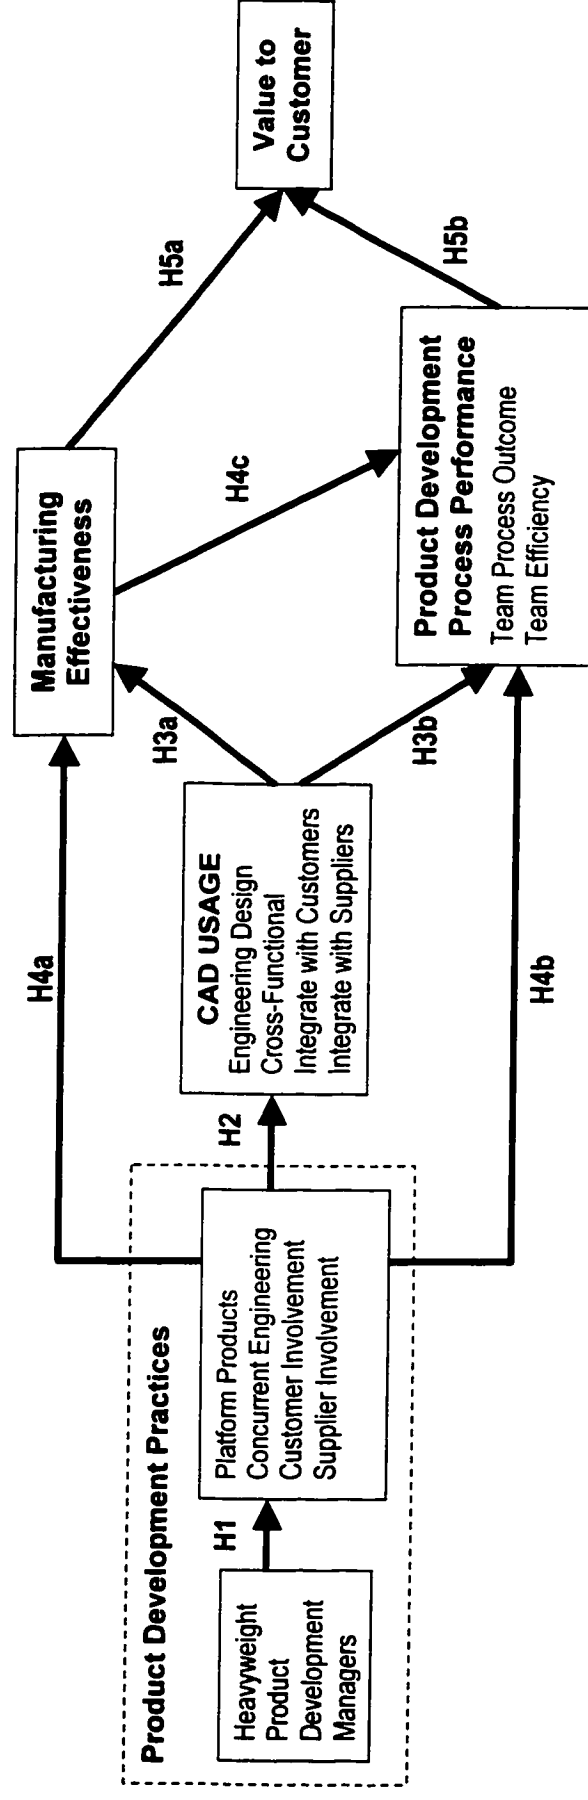 Product Development Practices
Heavyweight
Product
Development
Managers
H1
Platform Products
Concurrent Engineering
Customer Involvement
Supplier Involvement
H2
H4a
H4b
CAD USAGE
Engineering Design
Cross-Functional
Integrate with Customers
Integrate with Suppliers
H3a
H3b
Manufacturing
Effectiveness
H4c
Product Development
Process Performance
Team Process Outcome
Team Efficiency
H5a
H5b
Value to
Customer